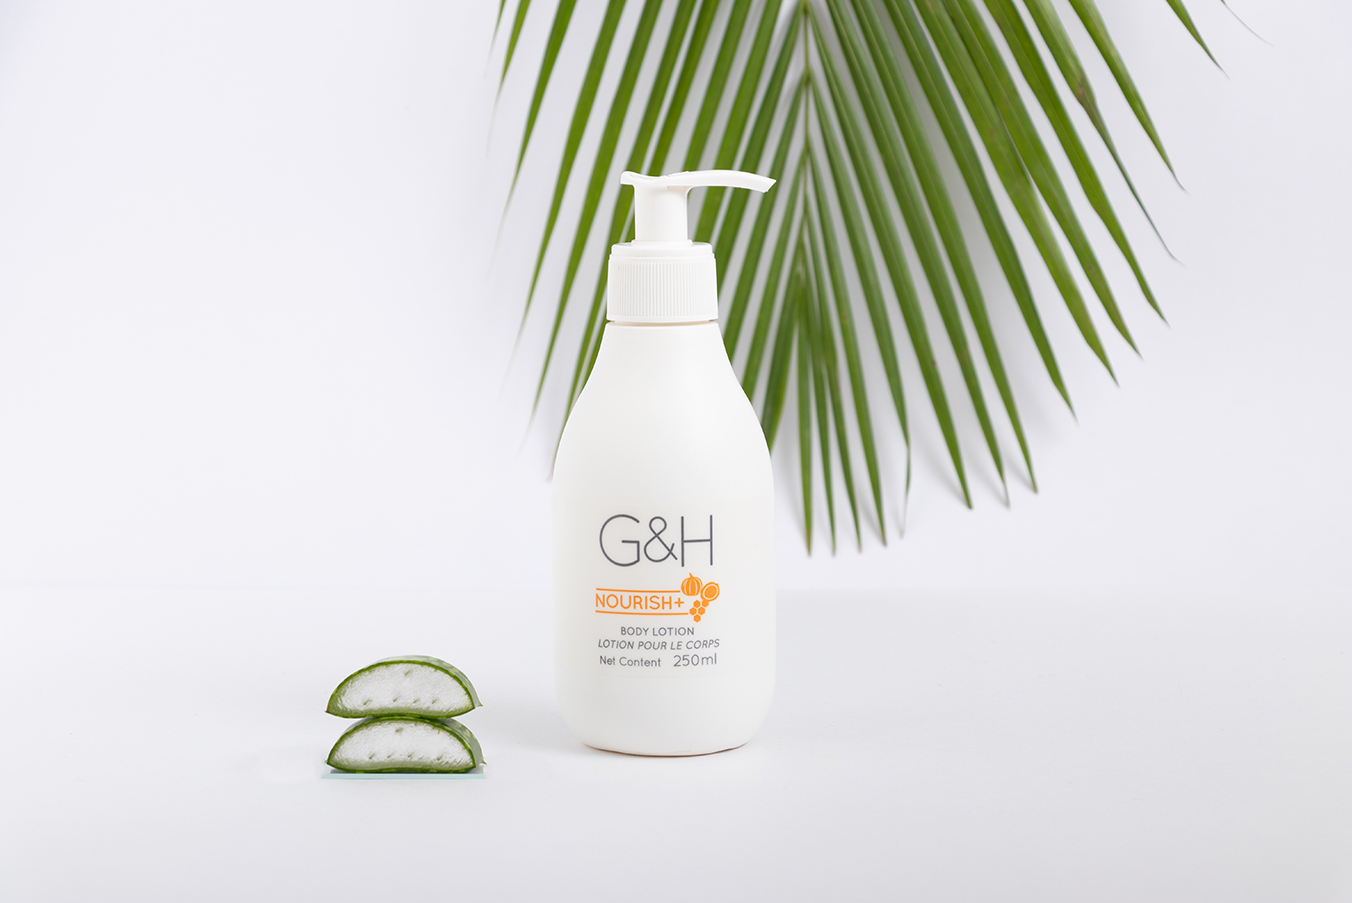 G&H
NOURISH+
BODY LOTION
LOTION POUR LE CORPS
Net Content 250ml